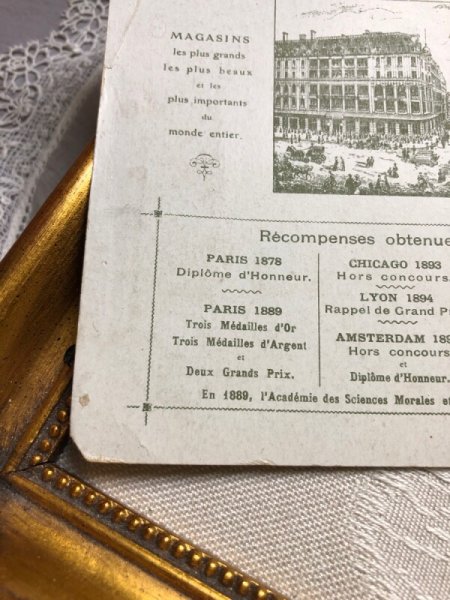 MAGASINS
les plus grands
les plus beaux
et les
plus importants
du
monde entier.
Récompenses obtenue
PARIS 1878
Diplôme d'Honneur.
PARIS 1889
Trois Médailles d'Or
Trois Médailles d'Argent
et
Deux Grands Prix.
CHICAGO 1893
Hors concours
LYON 1894
Rappel de Grand P
AMSTERDAM 189
Hors concours
et
Diplôme d'Honneur.
En 1889, l'Académie des Sciences Morales et